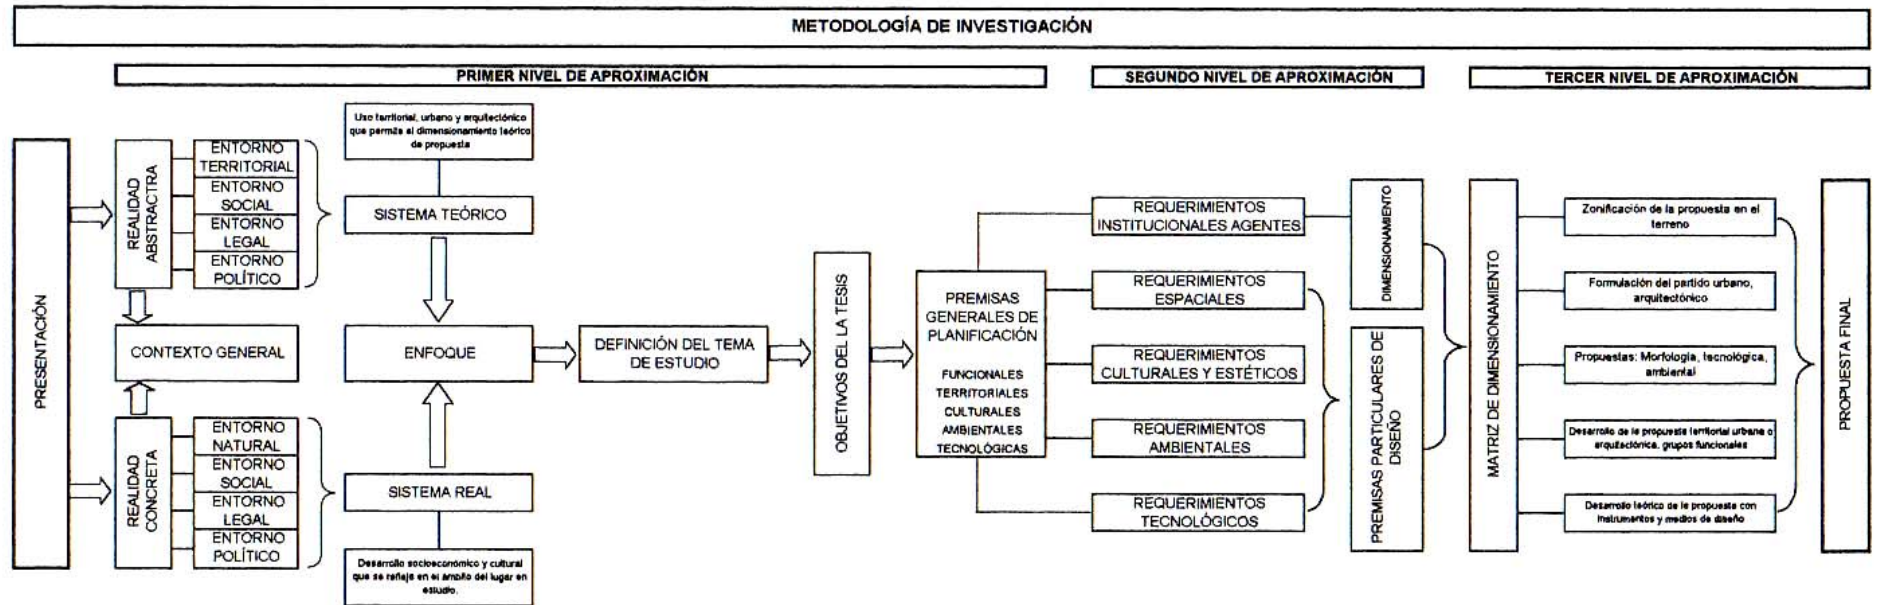 METODOLOGÍA DE INVESTIGACIÓN
PRIMER NIVEL DE APROXIMACIÓN
SEGUNDO NIVEL DE APROXIMACIÓN
TERCER NIVEL DE APROXIMACIÓN
PRESENTACIÓN
REALIDAD
ABSTRACTRA
ENTORNO
TERRITORIAL
ENTORNO
SOCIAL
ENTORNO
LEGAL
ENTORNO
POLÍTICO
CONTEXTO GENERAL
REALIDAD
CONCRETA
ENTORNO
NATURAL
ENTORNO
SOCIAL
ENTORNO
LEGAL
ENTORNO
POLÍTICO
Uso territorial, urbano y arquitectónico
que permita el dimensionamiento teórico
de propuesta
SISTEMA TEÓRICO
ENFOQUE
SISTEMA REAL
Desarrollo socioeconómico y cultural
que se refleja en el ámbito del lugar en
estudio.
DEFINICIÓN DEL TEMA
DE ESTUDIO
OBJETIVOS DEL LA TESIS
PREMISAS
GENERALES DE
PLANIFICACIÓN
FUNCIONALES
TERRITORIALES
CULTURALES
AMBIENTALES
TECNOLÓGICAS
REQUERIMIENTOS
INSTITUCIONALES AGENTES
REQUERIMIENTOS
ESPACIALES
REQUERIMIENTOS
CULTURALES Y ESTÉTICOS
REQUERIMIENTOS
AMBIENTALES
REQUERIMIENTOS
TECNOLÓGICOS
DIMENSIONAMIENTO
PREMISAS PARTICULARES DE
DISEÑO
MATRIZ DE DIMENSIONAMIENTO
Zonificación de la propuesta en el
terreno
Formulación del partido urbano,
arquitectónico
Propuestas: Morfología, tecnológica,
ambiental
Desarrollo de la propuesta territorial urbana o
arquitectónica, grupos funcionales
Desarrollo teórico de la propuesta con
instrumentos y medios de diseño
PROPUESTA FINAL